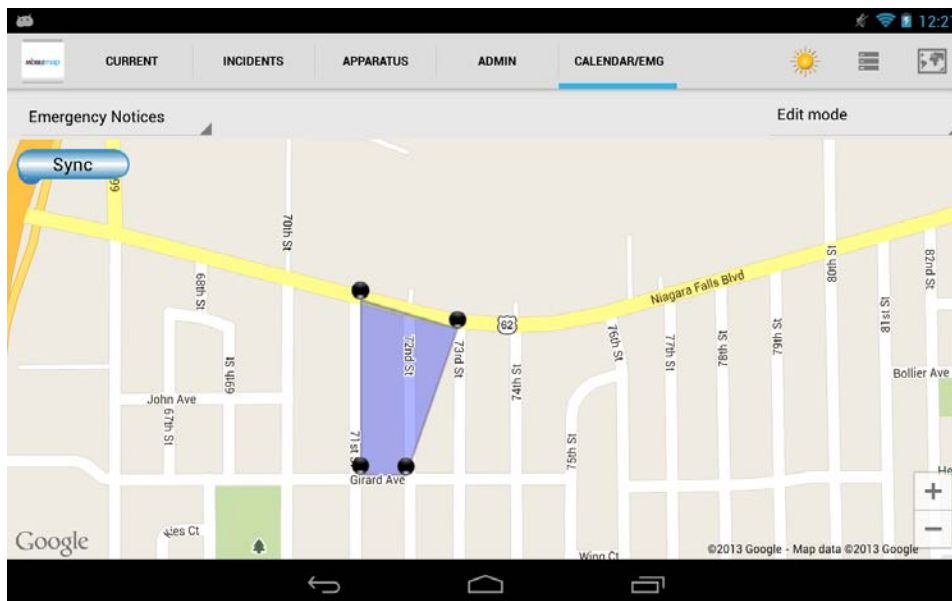 12:27
MOBILEmap
CURRENT
INCIDENTS
APPARATUS
ADMIN
CALENDAR/EMG
Emergency Notices
Edit mode
Sync
70th St
68th St
69th St
67th St
John Ave
71st St
72nd St
73rd St
74th St
62
Niagara Falls Blvd
75th St
76th St
77th St
78th St
79th St
80th St
81st St
82nd St
Bollier Ave
Girard Ave
Wing Ct
Google
+
−
©2013 Google - Map data ©2013 Google